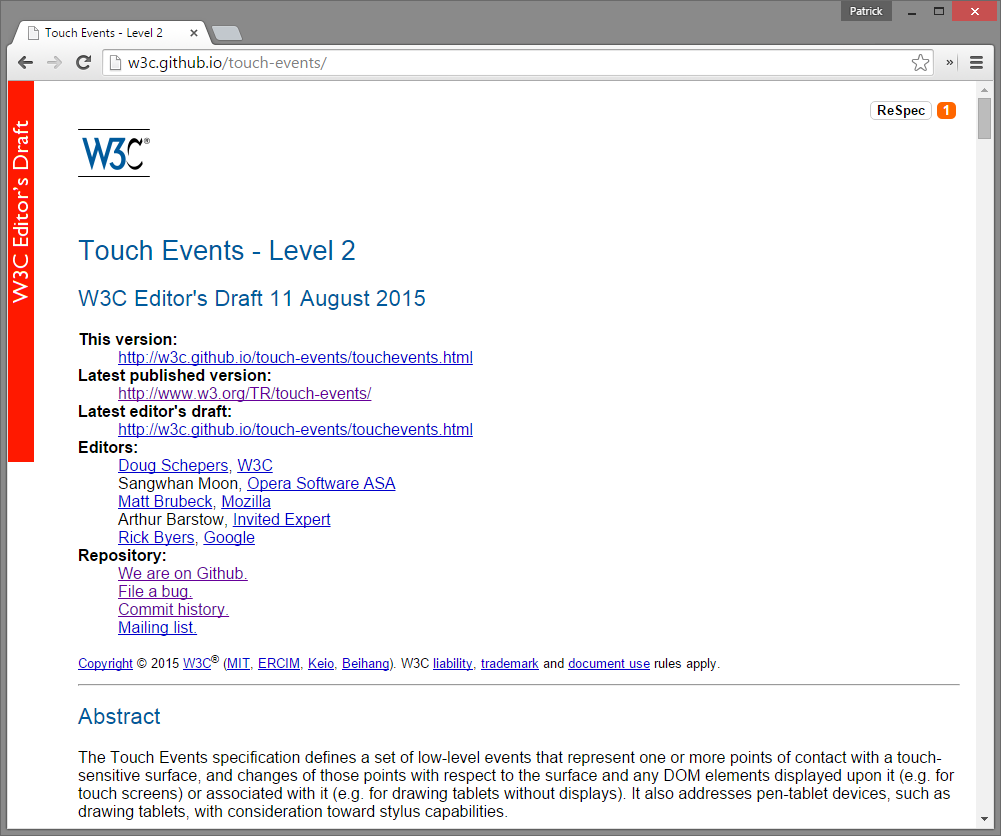 Patrick
Touch Events - Level 2
w3c.github.io/touch-events/
»
W3C Editor's Draft
ReSpec 1
W3C®
Touch Events - Level 2
W3C Editor's Draft 11 August 2015
This version:
http://w3c.github.io/touch-events/touchevents.html
Latest published version:
http://www.w3.org/TR/touch-events/
Latest editor's draft:
http://w3c.github.io/touch-events/touchevents.html
Editors:
Doug Schepers, W3C
Sangwhan Moon, Opera Software ASA
Matt Brubeck, Mozilla
Arthur Barstow, Invited Expert
Rick Byers, Google
Repository:
We are on Github.
File a bug.
Commit history.
Mailing list.
Copyright © 2015 W3C® (MIT, ERCIM, Keio, Beihang). W3C liability, trademark and document use rules apply.
Abstract
The Touch Events specification defines a set of low-level events that represent one or more points of contact with a touch-
sensitive surface, and changes of those points with respect to the surface and any DOM elements displayed upon it (e.g. for
touch screens) or associated with it (e.g. for drawing tablets without displays). It also addresses pen-tablet devices, such as
drawing tablets, with consideration toward stylus capabilities.